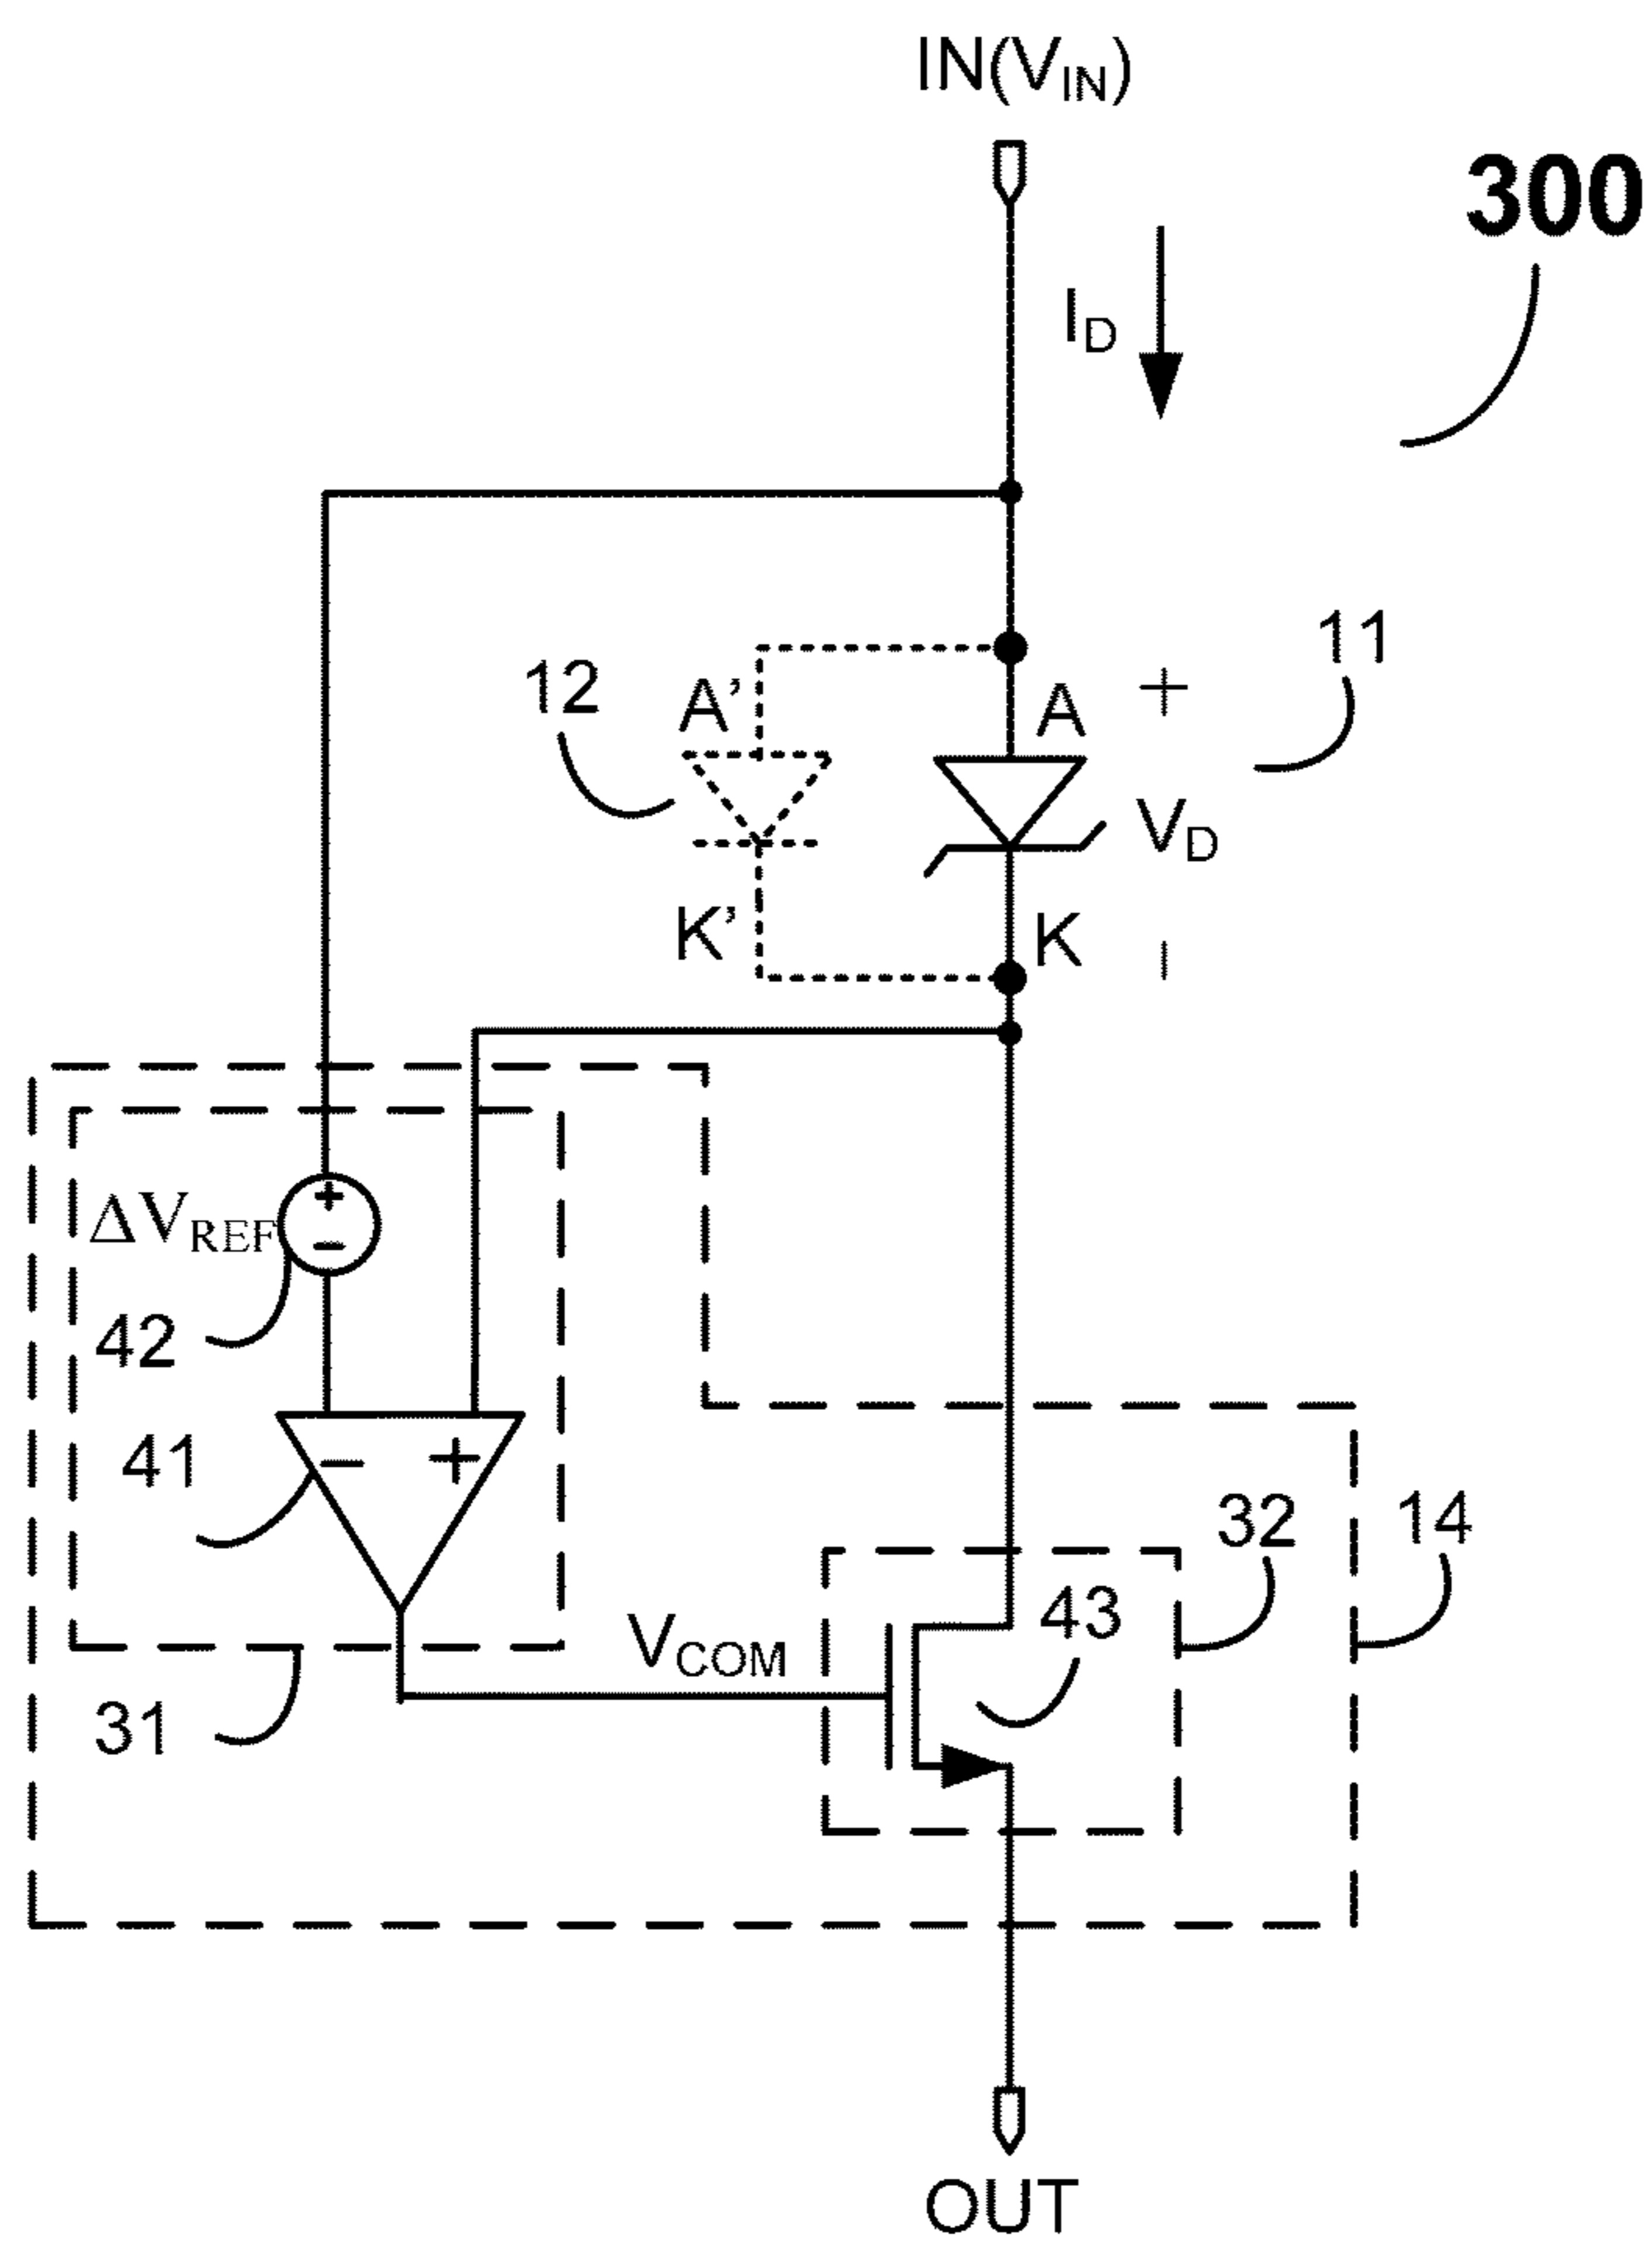 IN(VIN)
300
ID
11
12
A’
A
+
VD
K’
K
−
ΔVREF
+
−
42
41
−
+
32
14
43
VCOM
31
OUT